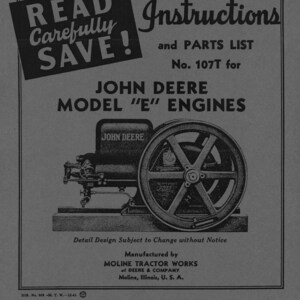 READ
Carefully
SAVE!
Instructions
and PARTS LIST
No. 107T for
JOHN DEERE
MODEL "E" ENGINES
JOHN DEERE
Detail Design Subject to Change without Notice
Manufactured by
MOLINE TRACTOR WORKS
of DEERE & COMPANY
Moline, Illinois, U. S. A.